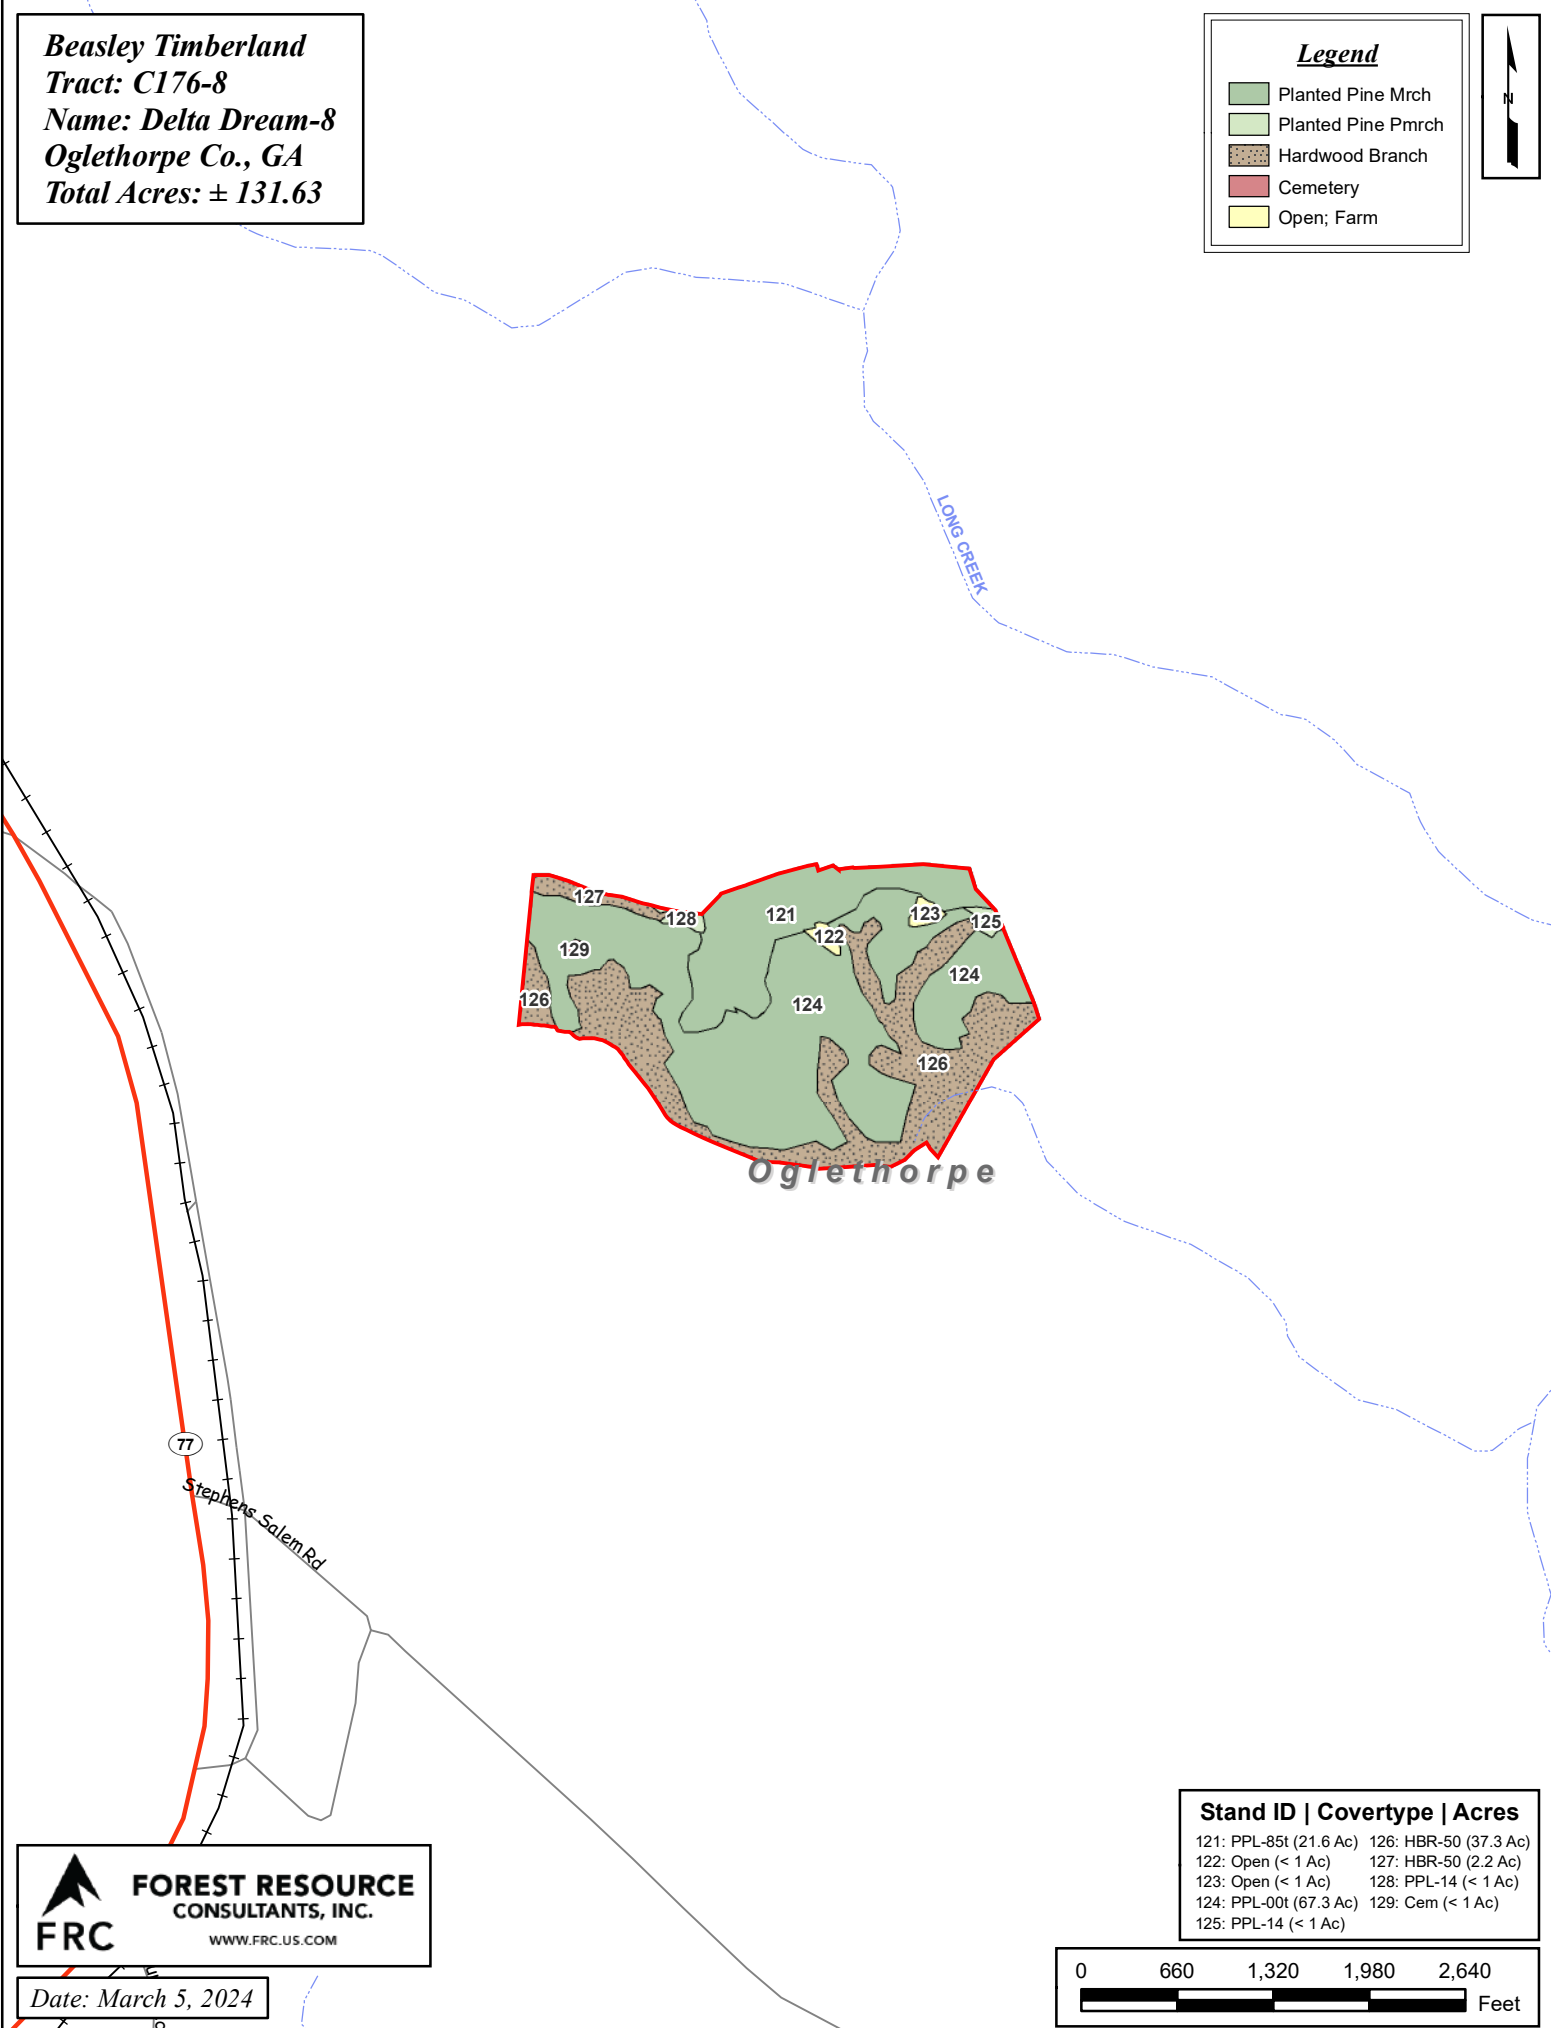 Beasley Timberland
Tract: C176-8
Name: Delta Dream-8
Oglethorpe Co., GA
Total Acres: ± 131.63
Legend
Planted Pine Mrch
Planted Pine Pmrch
Hardwood Branch
Cemetery
Open; Farm
N
LONG CREEK
127
128
121
123
125
122
129
124
126
124
126
Oglethorpe
77
Stephens Salem Rd
Stand ID | Covertype | Acres
121: PPL-85t (21.6 Ac) 126: HBR-50 (37.3 Ac)
122: Open (< 1 Ac) 127: HBR-50 (2.2 Ac)
123: Open (< 1 Ac) 128: PPL-14 (< 1 Ac)
124: PPL-00t (67.3 Ac) 129: Cem (< 1 Ac)
125: PPL-14 (< 1 Ac)
FOREST RESOURCE
CONSULTANTS, INC.
FRC
WWW.FRC.US.COM
Date: March 5, 2024
0 660 1,320 1,980 2,640
Feet